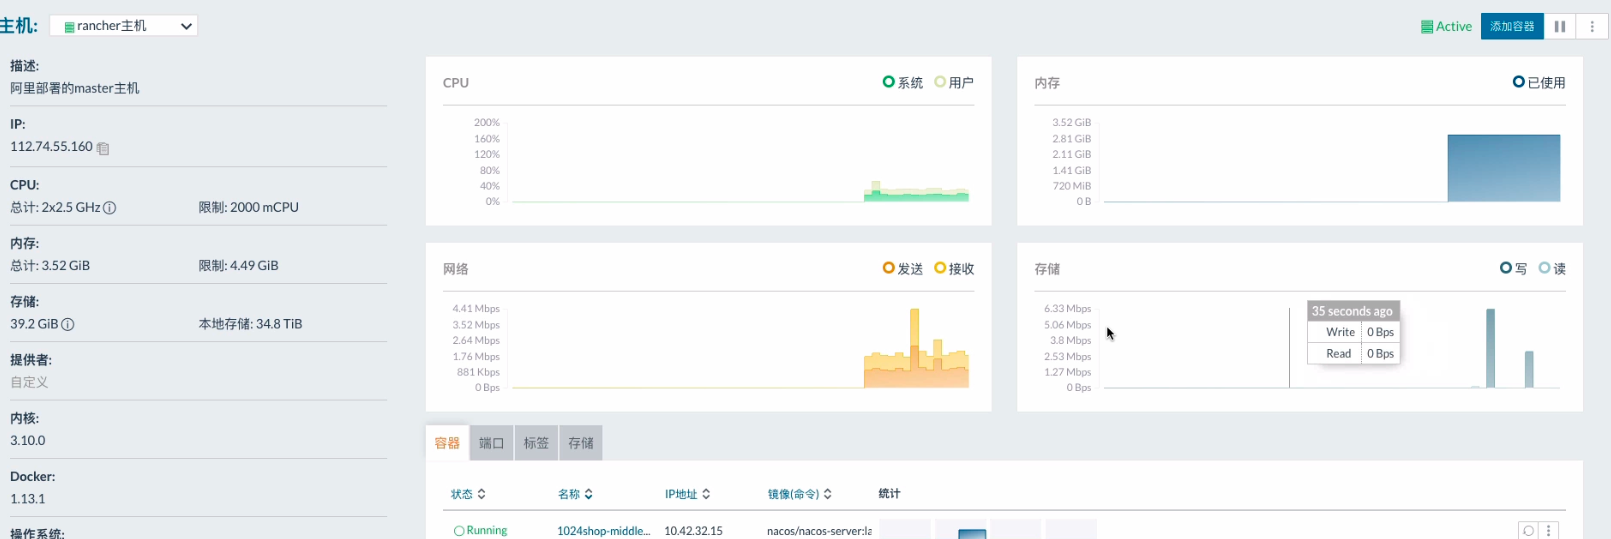 主机: rancher主机 Active 添加容器
描述:
阿里部署的master主机
IP:
112.74.55.160
CPU:
总计: 2x2.5 GHz 限制: 2000 mCPU
内存:
总计: 3.52 GiB 限制: 4.49 GiB
存储:
39.2 GiB 本地存储: 34.8 TiB
提供者:
自定义
内核:
3.10.0
Docker:
1.13.1
操作系统:
CPU 系统 用户
200%
160%
120%
80%
40%
0%
内存 已使用
3.52 GiB
2.81 GiB
2.11 GiB
1.41 GiB
720 MiB
0 B
网络 发送 接收
4.41 Mbps
3.52 Mbps
2.64 Mbps
1.76 Mbps
881 Kbps
0 Bps
存储 写 读
6.33 Mbps
5.06 Mbps
3.8 Mbps
2.53 Mbps
1.27 Mbps
0 Bps
35 seconds ago
Write 0 Bps
Read 0 Bps
容器 端口 标签 存储
状态 名称 IP地址 镜像(命令) 统计
Running 1024shop-middle... 10.42.32.15 nacos/nacos-server:la